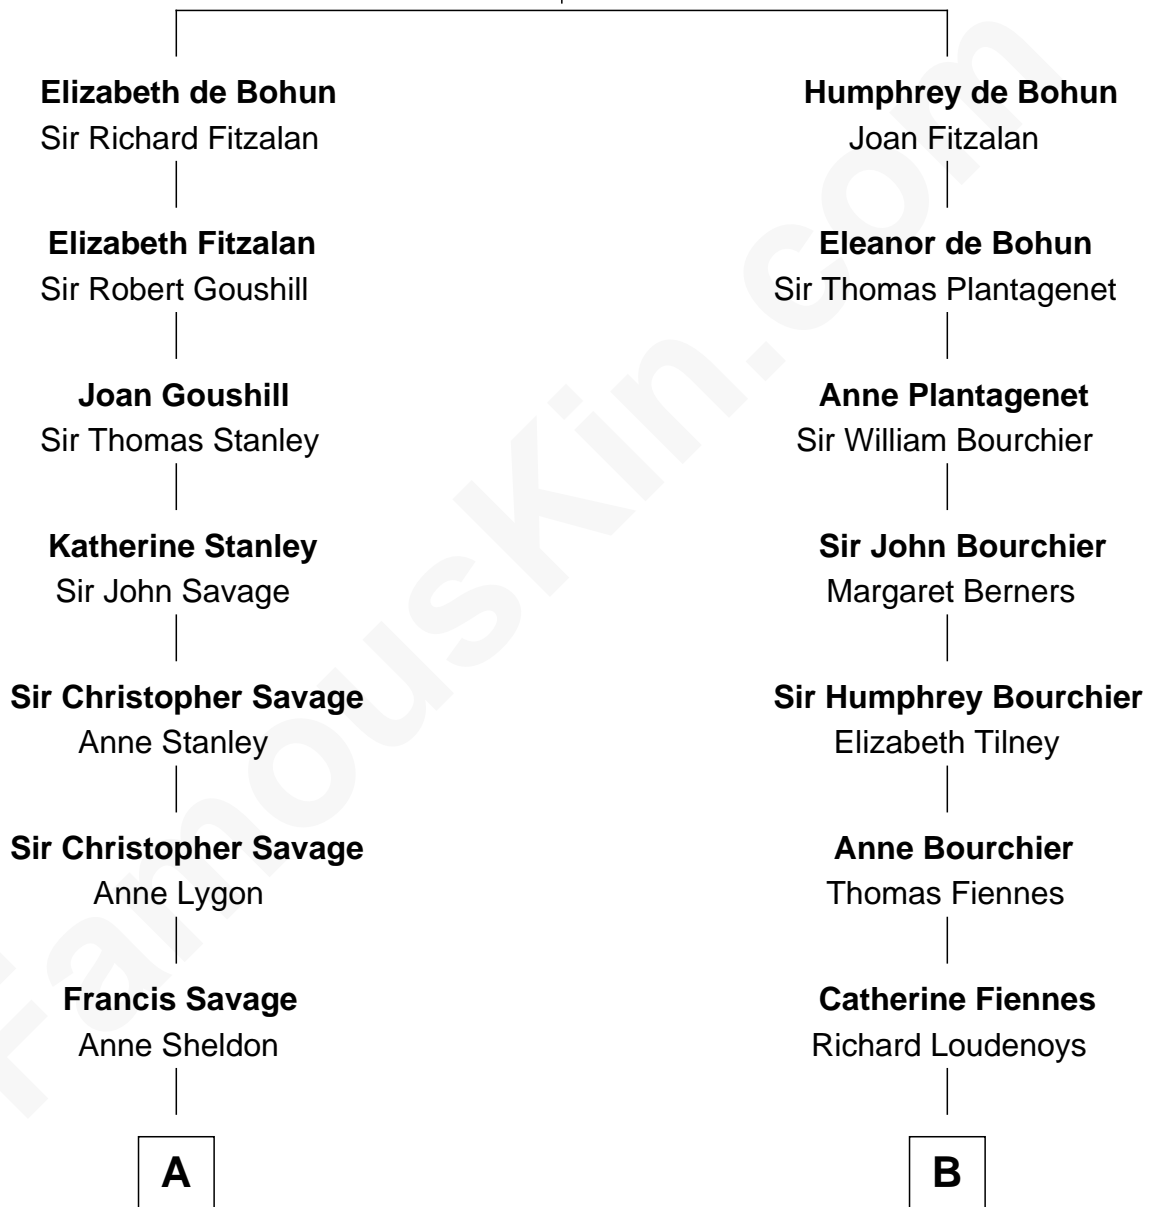 Elizabeth de Bohun
Sir Richard Fitzalan
Humphrey de Bohun
Joan Fitzalan
Elizabeth Fitzalan
Sir Robert Goushill
Eleanor de Bohun
Sir Thomas Plantagenet
Joan Goushill
Sir Thomas Stanley
Anne Plantagenet
Sir William Bourchier
Katherine Stanley
Sir John Savage
Sir John Bourchier
Margaret Berners
Sir Christopher Savage
Anne Stanley
Sir Humphrey Bourchier
Elizabeth Tilney
Sir Christopher Savage
Anne Lygon
Anne Bourchier
Thomas Fiennes
Francis Savage
Anne Sheldon
Catherine Fiennes
Richard Loudenoys
A
B
FamousKin.com